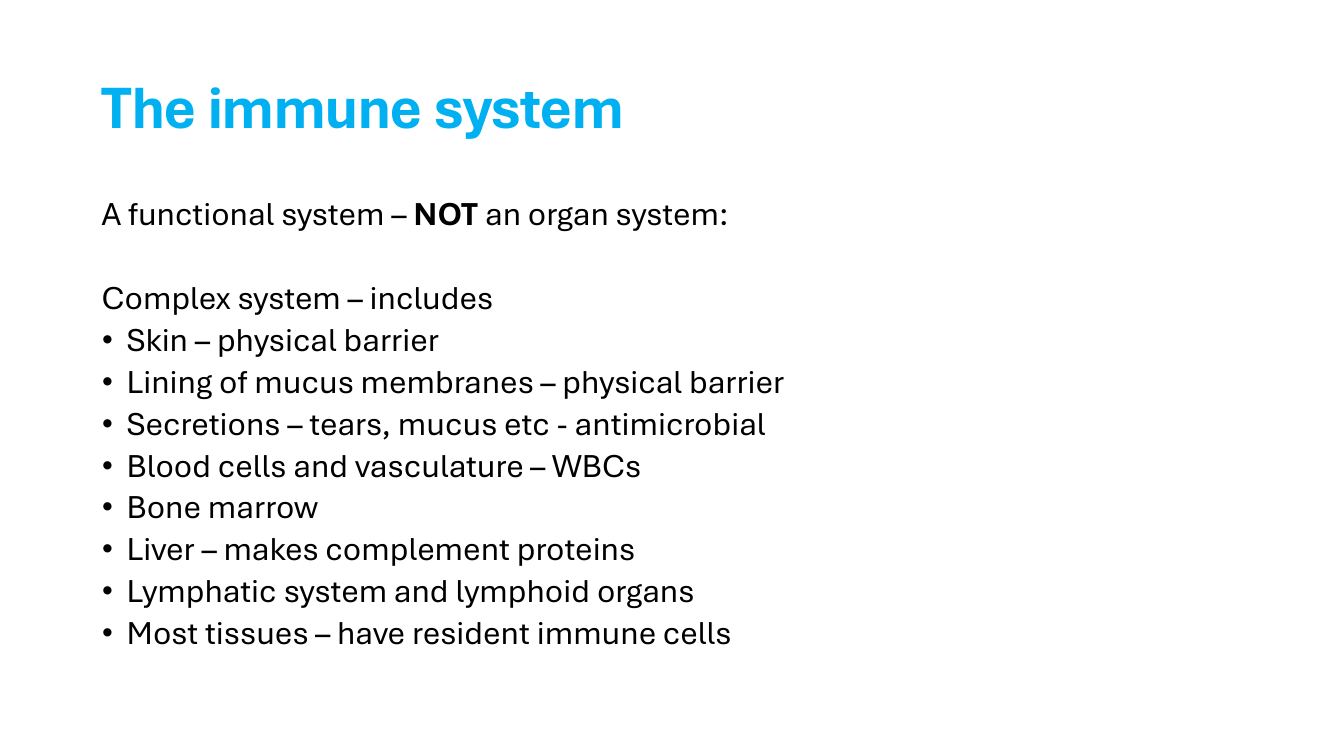 The immune system
A functional system – NOT an organ system:
Complex system – includes
• Skin – physical barrier
• Lining of mucus membranes – physical barrier
• Secretions – tears, mucus etc - antimicrobial
• Blood cells and vasculature – WBCs
• Bone marrow
• Liver – makes complement proteins
• Lymphatic system and lymphoid organs
• Most tissues – have resident immune cells